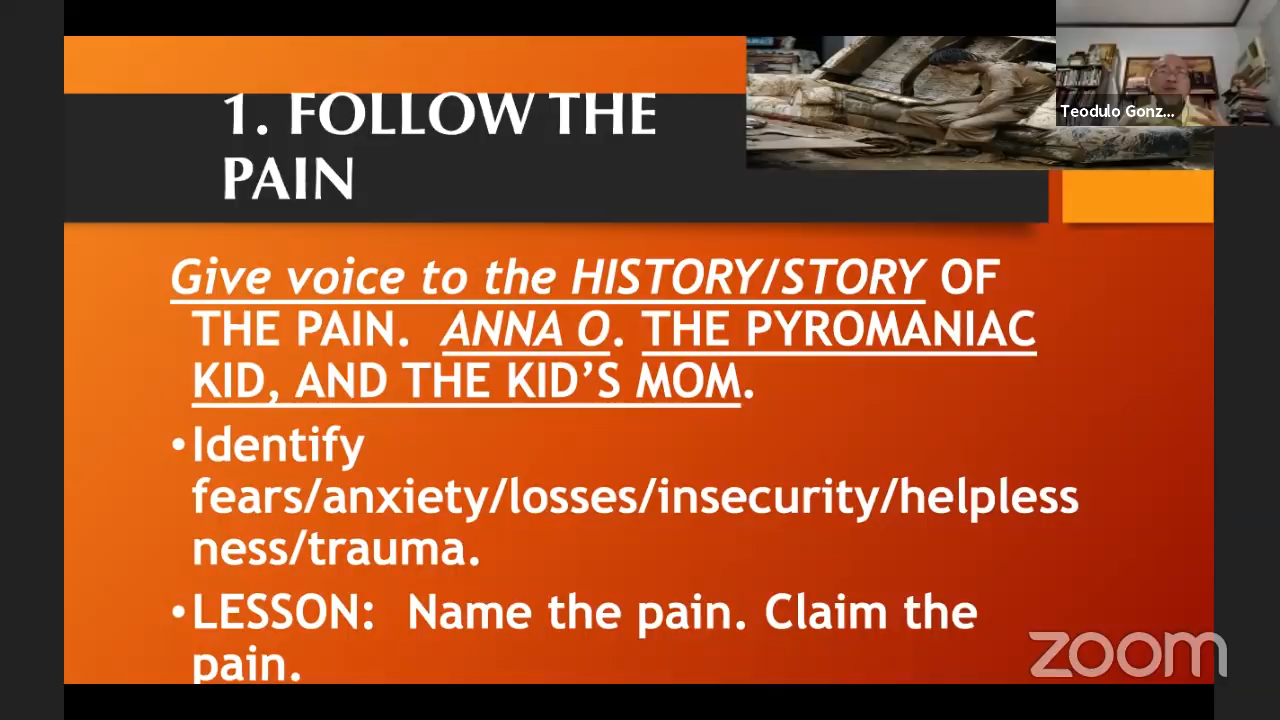 1. FOLLOW THE
PAIN
Teodulo Gonz...
Give voice to the HISTORY/STORY OF
THE PAIN. ANNA O. THE PYROMANIAC
KID, AND THE KID’S MOM.
•Identify
fears/anxiety/losses/insecurity/helpless
ness/trauma.
•LESSON: Name the pain. Claim the
pain.
zoom